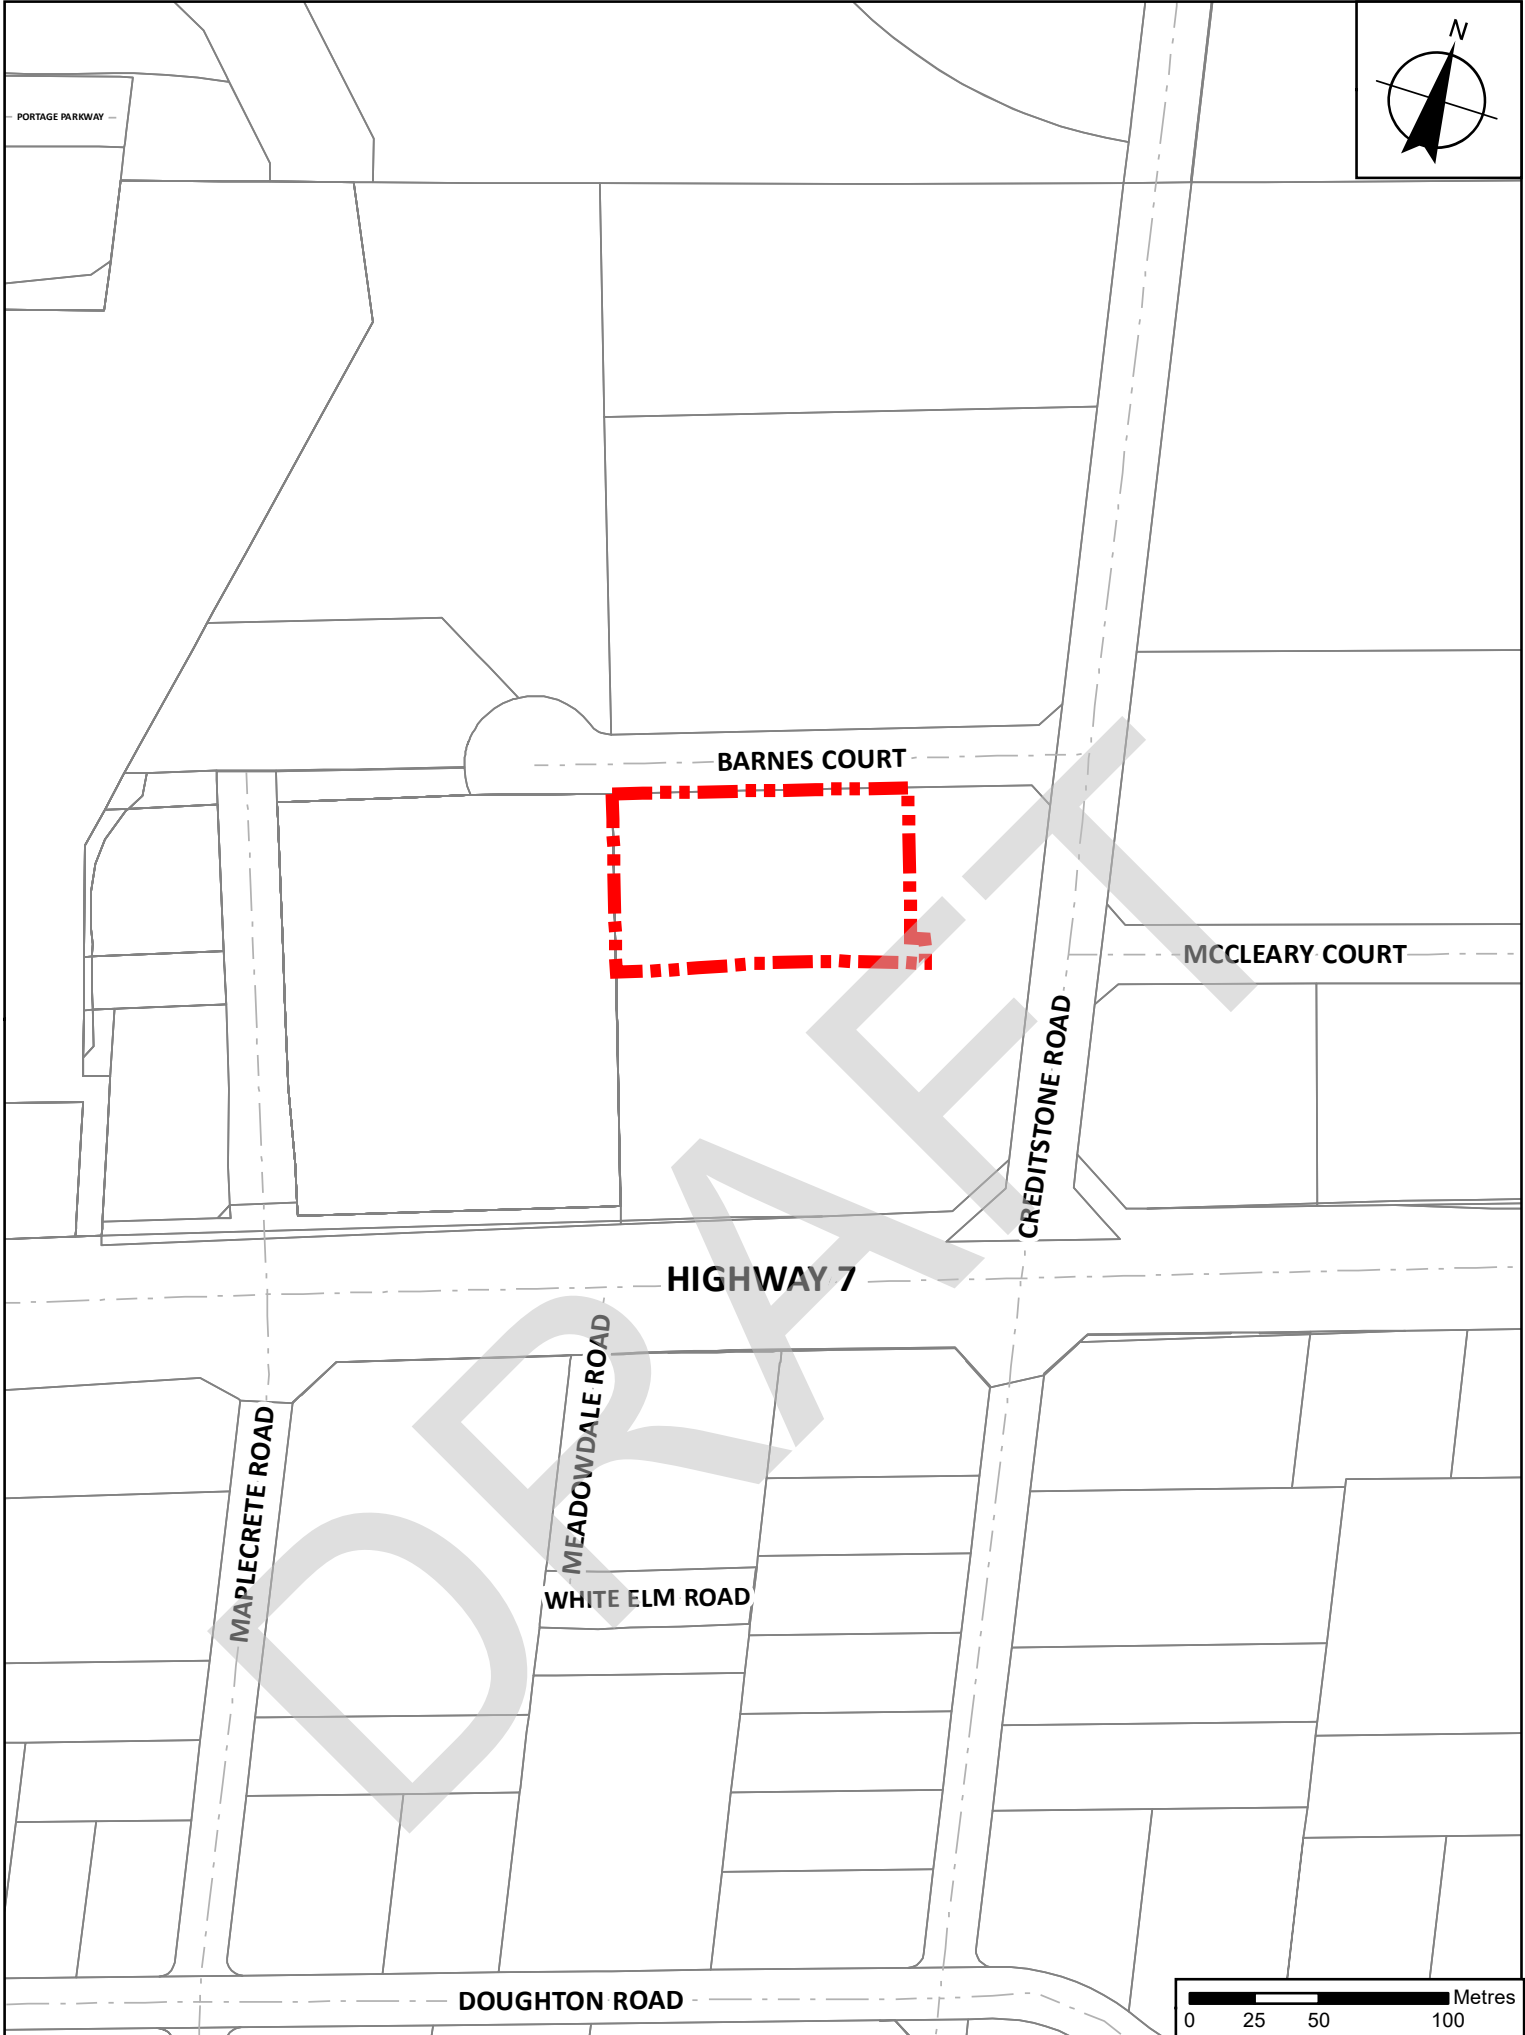 N
PORTAGE PARKWAY
BARNES COURT
MCCLEARY COURT
CREDITSTONE ROAD
HIGHWAY 7
MEADOWDALE ROAD
MAPLECRETE ROAD
WHITE ELM ROAD
DRAFT
DOUGHTON ROAD
Metres
0 25 50 100